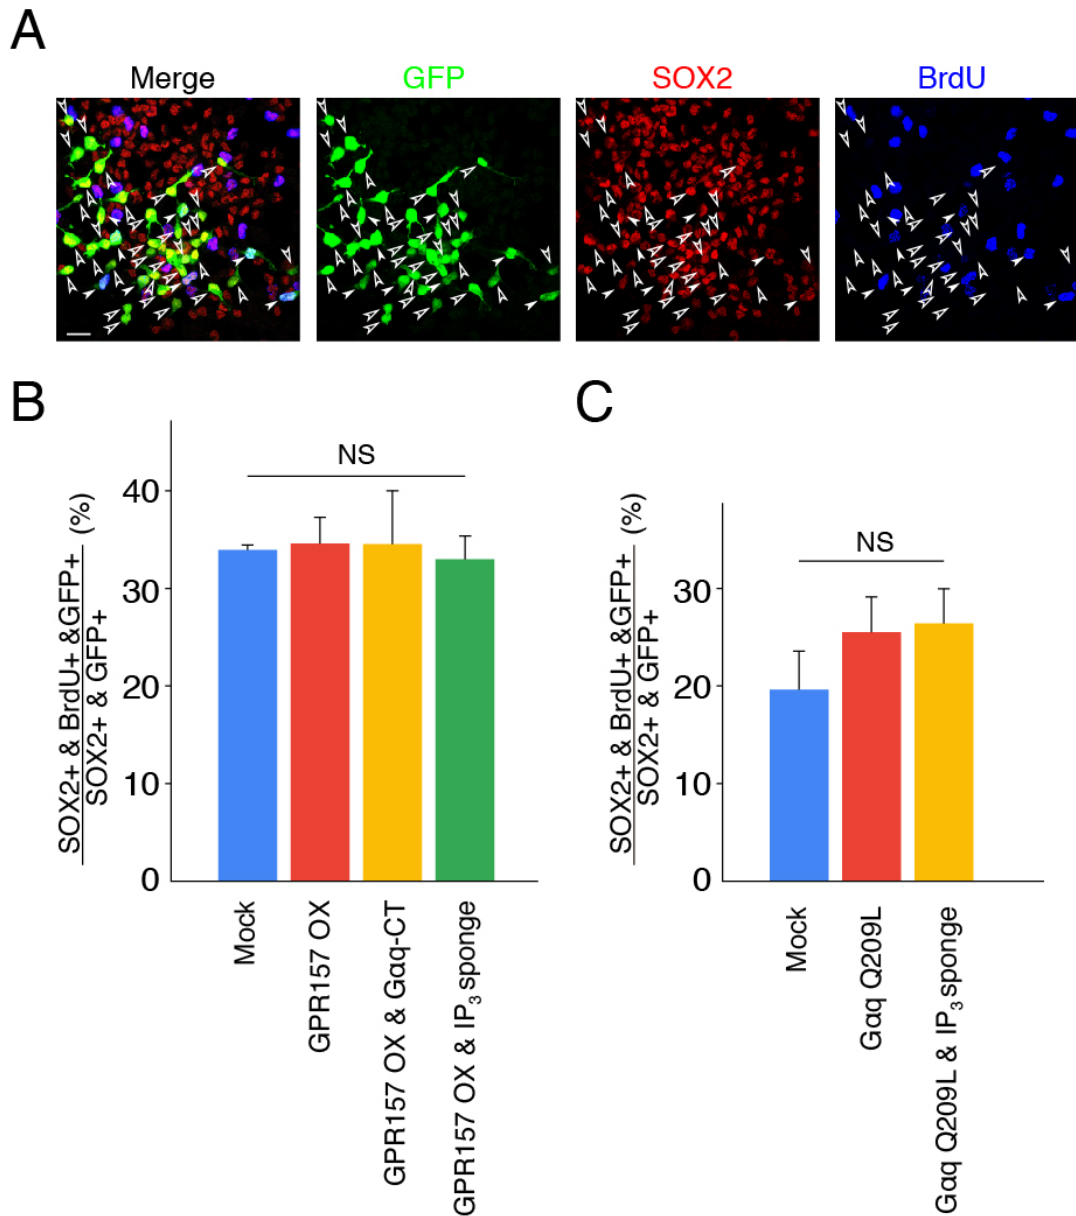 A
Merge
GFP
SOX2
BrdU
B
SOX2+ & BrdU+ &GFP+
SOX2+ & GFP+
(%)
NS
40
30
20
10
0
Mock
GPR157 OX
GPR157 OX & Gαq-CT
GPR157 OX & IP3 sponge
C
SOX2+ & BrdU+ &GFP+
SOX2+ & GFP+
(%)
NS
30
20
10
0
Mock
Gαq Q209L
Gαq Q209L & IP3 sponge